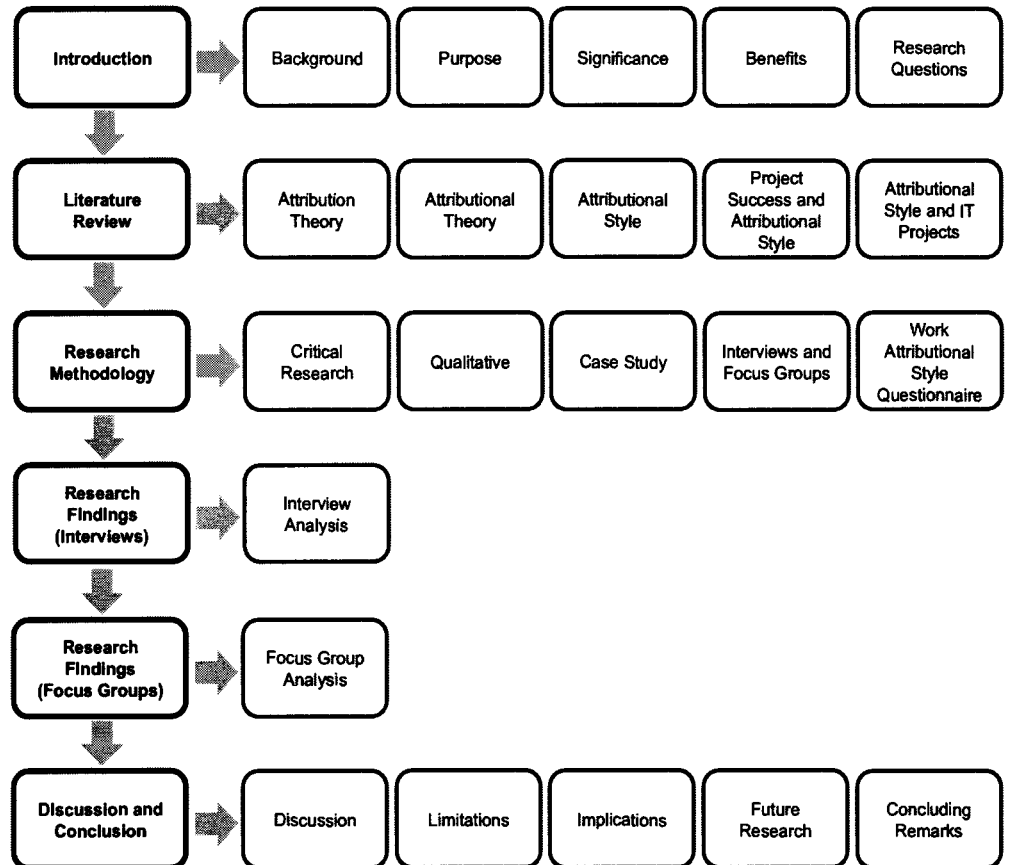 Introduction
Background
Purpose
Significance
Benefits
Research
Questions
Literature
Review
Attribution
Theory
Attributional
Theory
Attributional
Style
Project
Success and
Attributional
Style
Attributional
Style and IT
Projects
Research
Methodology
Critical
Research
Qualitative
Case Study
Interviews and
Focus Groups
Work
Attributional
Style
Questionnaire
Research
Findings
(Interviews)
Interview
Analysis
Research
Findings
(Focus Groups)
Focus Group
Analysis
Discussion and
Conclusion
Discussion
Limitations
Implications
Future
Research
Concluding
Remarks